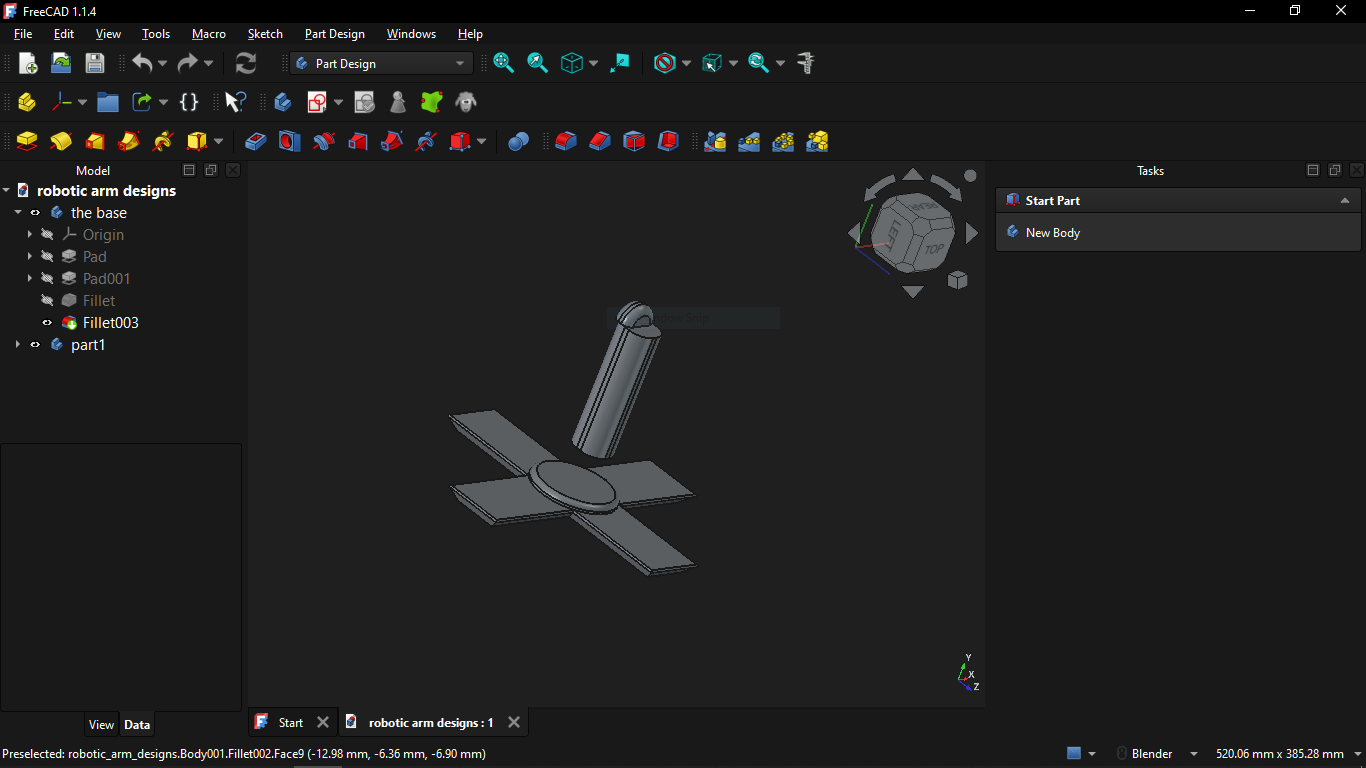 FreeCAD 1.1.4
File Edit View Tools Macro Sketch Part Design Windows Help
Part Design
Model
robotic arm designs
the base
Origin
Pad
Pad001
Fillet
Fillet003
part1
View Data
LEFT
REAR
TOP
Y
X
Z
Tasks
Start Part
New Body
Start
robotic arm designs : 1
Preselected: robotic_arm_designs.Body001.Fillet002.Face9 (-12.98 mm, -6.36 mm, -6.90 mm)
Blender
520.06 mm x 385.28 mm